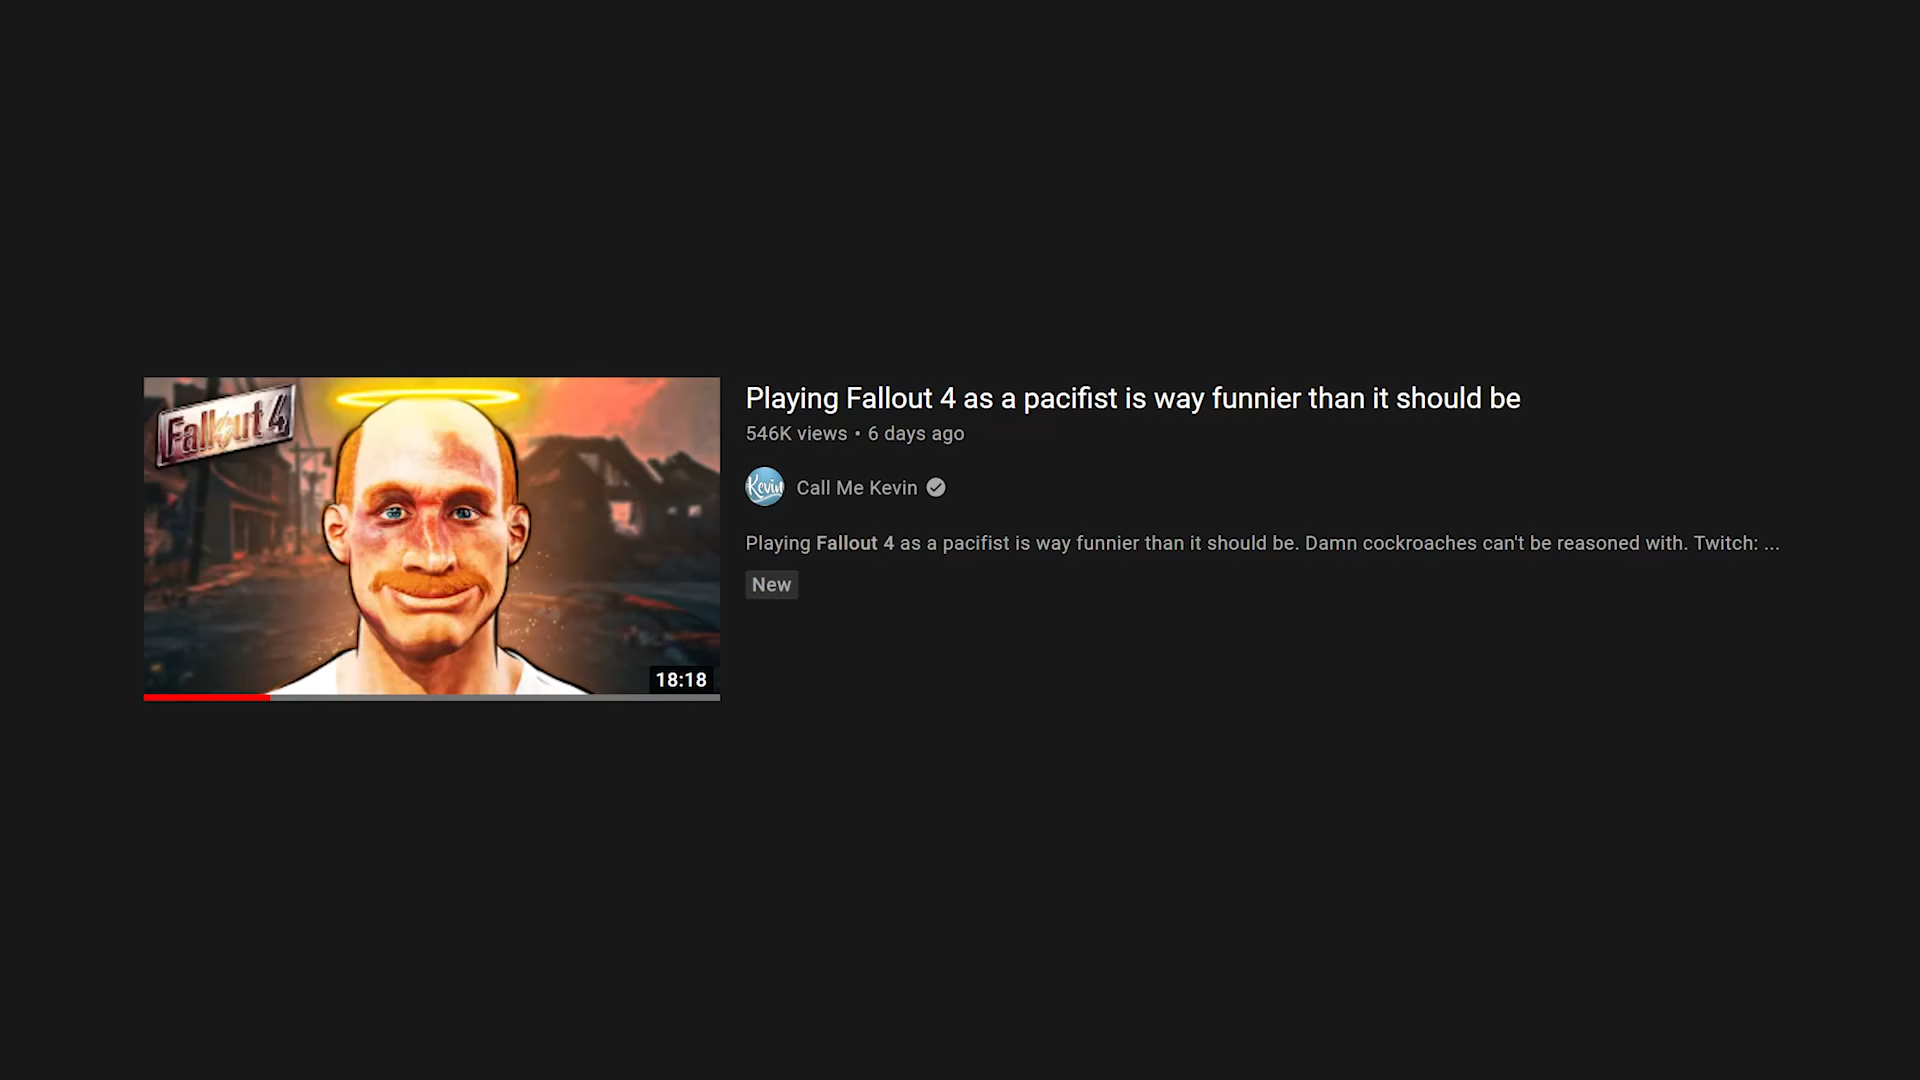 Fallout 4
18:18
Playing Fallout 4 as a pacifist is way funnier than it should be
546K views • 6 days ago
Kevin
Call Me Kevin
Playing Fallout 4 as a pacifist is way funnier than it should be. Damn cockroaches can't be reasoned with. Twitch: ...
New